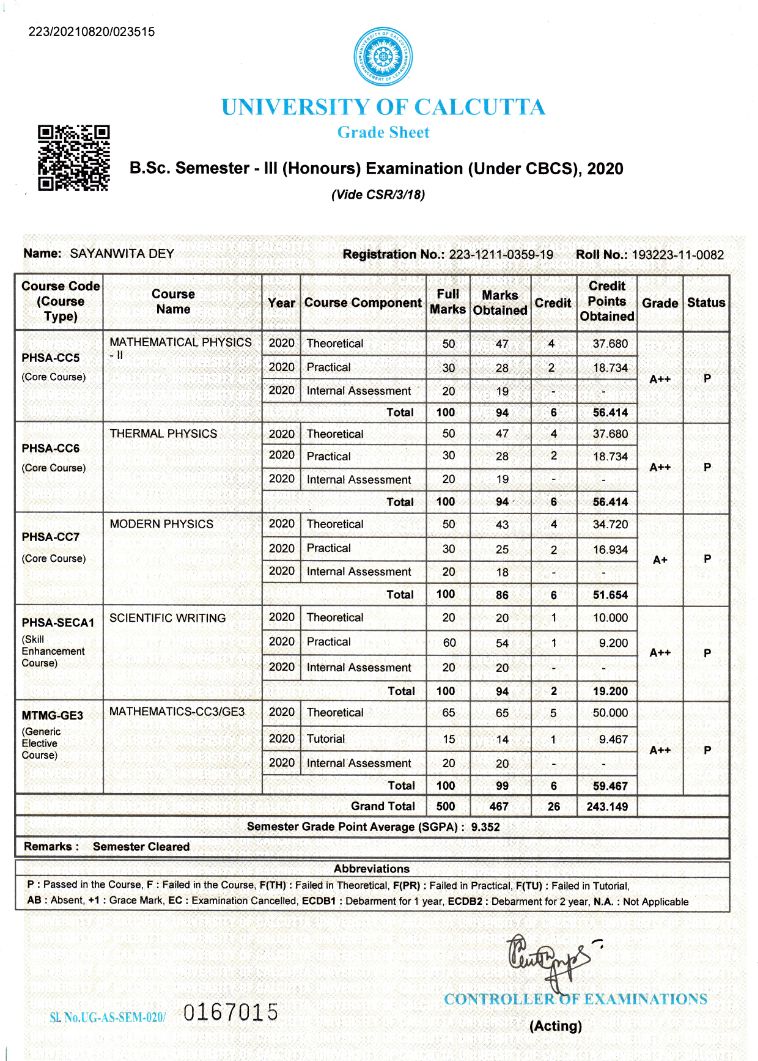 223/20210820/023515
UNIVERSITY OF CALCUTTA
ADVANCEMENT OF LEARNING
UNIVERSITY OF CALCUTTA
Grade Sheet
B.Sc. Semester - III (Honours) Examination (Under CBCS), 2020
(Vide CSR/3/18)
Name: SAYANWITA DEY Registration No.: 223-1211-0359-19 Roll No.: 193223-11-0082
Course Code (Course Type) Course Name Year Course Component Full Marks Marks Obtained Credit Credit Points Obtained Grade Status
PHSA-CC5 (Core Course) MATHEMATICAL PHYSICS - II 2020 Theoretical 50 47 4 37.680 A++ P
2020 Practical 30 28 2 18.734
2020 Internal Assessment 20 19 - -
Total 100 94 6 56.414
PHSA-CC6 (Core Course) THERMAL PHYSICS 2020 Theoretical 50 47 4 37.680 A++ P
2020 Practical 30 28 2 18.734
2020 Internal Assessment 20 19 - -
Total 100 94 6 56.414
PHSA-CC7 (Core Course) MODERN PHYSICS 2020 Theoretical 50 43 4 34.720 A+ P
2020 Practical 30 25 2 16.934
2020 Internal Assessment 20 18 - -
Total 100 86 6 51.654
PHSA-SECA1 (Skill Enhancement Course) SCIENTIFIC WRITING 2020 Theoretical 20 20 1 10.000 A++ P
2020 Practical 60 54 1 9.200
2020 Internal Assessment 20 20 - -
Total 100 94 2 19.200
MTMG-GE3 (Generic Elective Course) MATHEMATICS-CC3/GE3 2020 Theoretical 65 65 5 50.000 A++ P
2020 Tutorial 15 14 1 9.467
2020 Internal Assessment 20 20 - -
Total 100 99 6 59.467
Grand Total 500 467 26 243.149
Semester Grade Point Average (SGPA) : 9.352
Remarks : Semester Cleared
Abbreviations
P : Passed in the Course, F : Failed in the Course, F(TH) : Failed in Theoretical, F(PR) : Failed in Practical, F(TU) : Failed in Tutorial,
AB : Absent, +1 : Grace Mark, EC : Examination Cancelled, ECDB1 : Debarment for 1 year, ECDB2 : Debarment for 2 year, N.A. : Not Applicable
CONTROLLER OF EXAMINATIONS
(Acting)
Sl. No.UG-AS-SEM-020/ 0167015